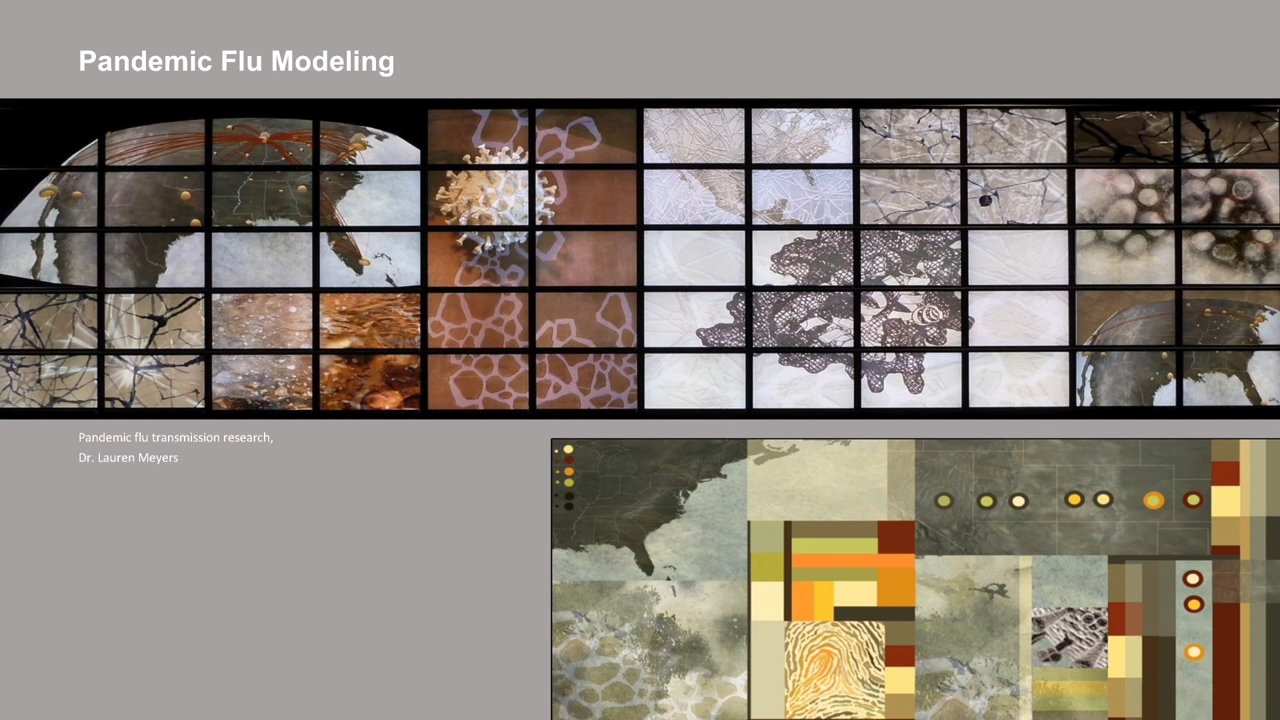 Pandemic Flu Modeling
Pandemic flu transmission research,
Dr. Lauren Meyers